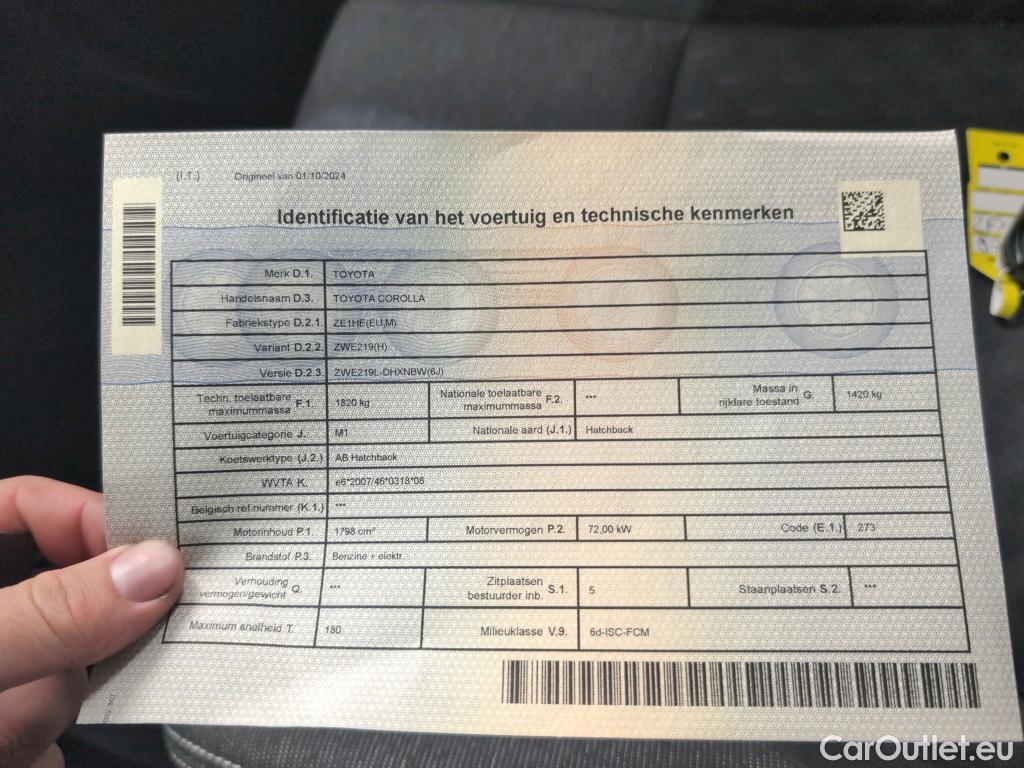 (I.1.) Origineel van 01/10/2024
Identificatie van het voertuig en technische kenmerken
Merk D.1. TOYOTA
Handelsnaam D.3. TOYOTA COROLLA
Fabriekstype D.2.1. ZE1HE(EU,M)
Variant D.2.2. ZWE219(H)
Versie D.2.3. ZWE219L-DHXNBW(6J)
Techn. toelaatbare maximummassa F.1. 1820 kg Nationale toelaatbare maximummassa F.2. *** Massa in rijklare toestand G. 1420 kg
Voertuigcategorie J. M1 Nationale aard (J.1.) Hatchback
Koetswerktype (J.2.) AB Hatchback
WVTA K. e6*2007/46*0318*08
Belgisch ref.nummer (K.1.) ***
Motorinhoud P.1. 1798 cm³ Motorvermogen P.2. 72,00 kW Code (E.1.) 273
Brandstof P.3. Benzine + elektr.
Verhouding vermogen/gewicht Q. *** Zitplaatsen bestuurder inb. S.1. 5 Staanplaatsen S.2. ***
Maximum snelheid T. 180 Milieuklasse V.9. 6d-ISC-FCM
CarOutlet.eu